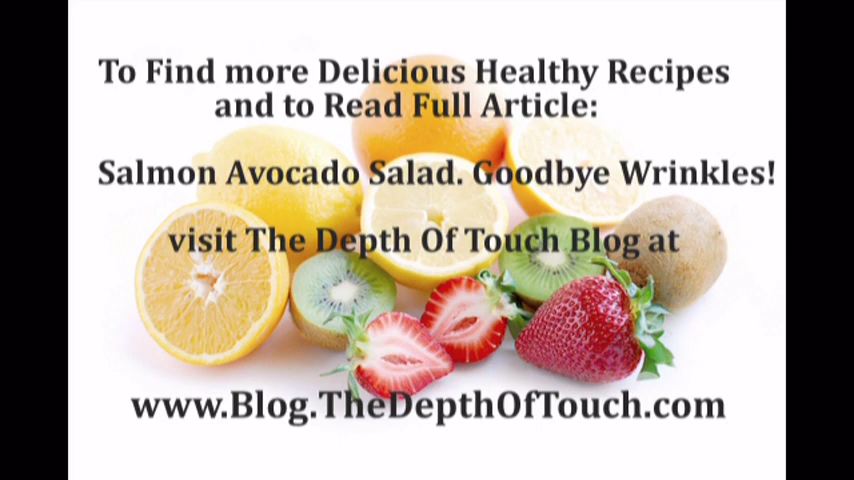 To Find more Delicious Healthy Recipes
and to Read Full Article:
Salmon Avocado Salad. Goodbye Wrinkles!
visit The Depth Of Touch Blog at
www.Blog.TheDepthOfTouch.com